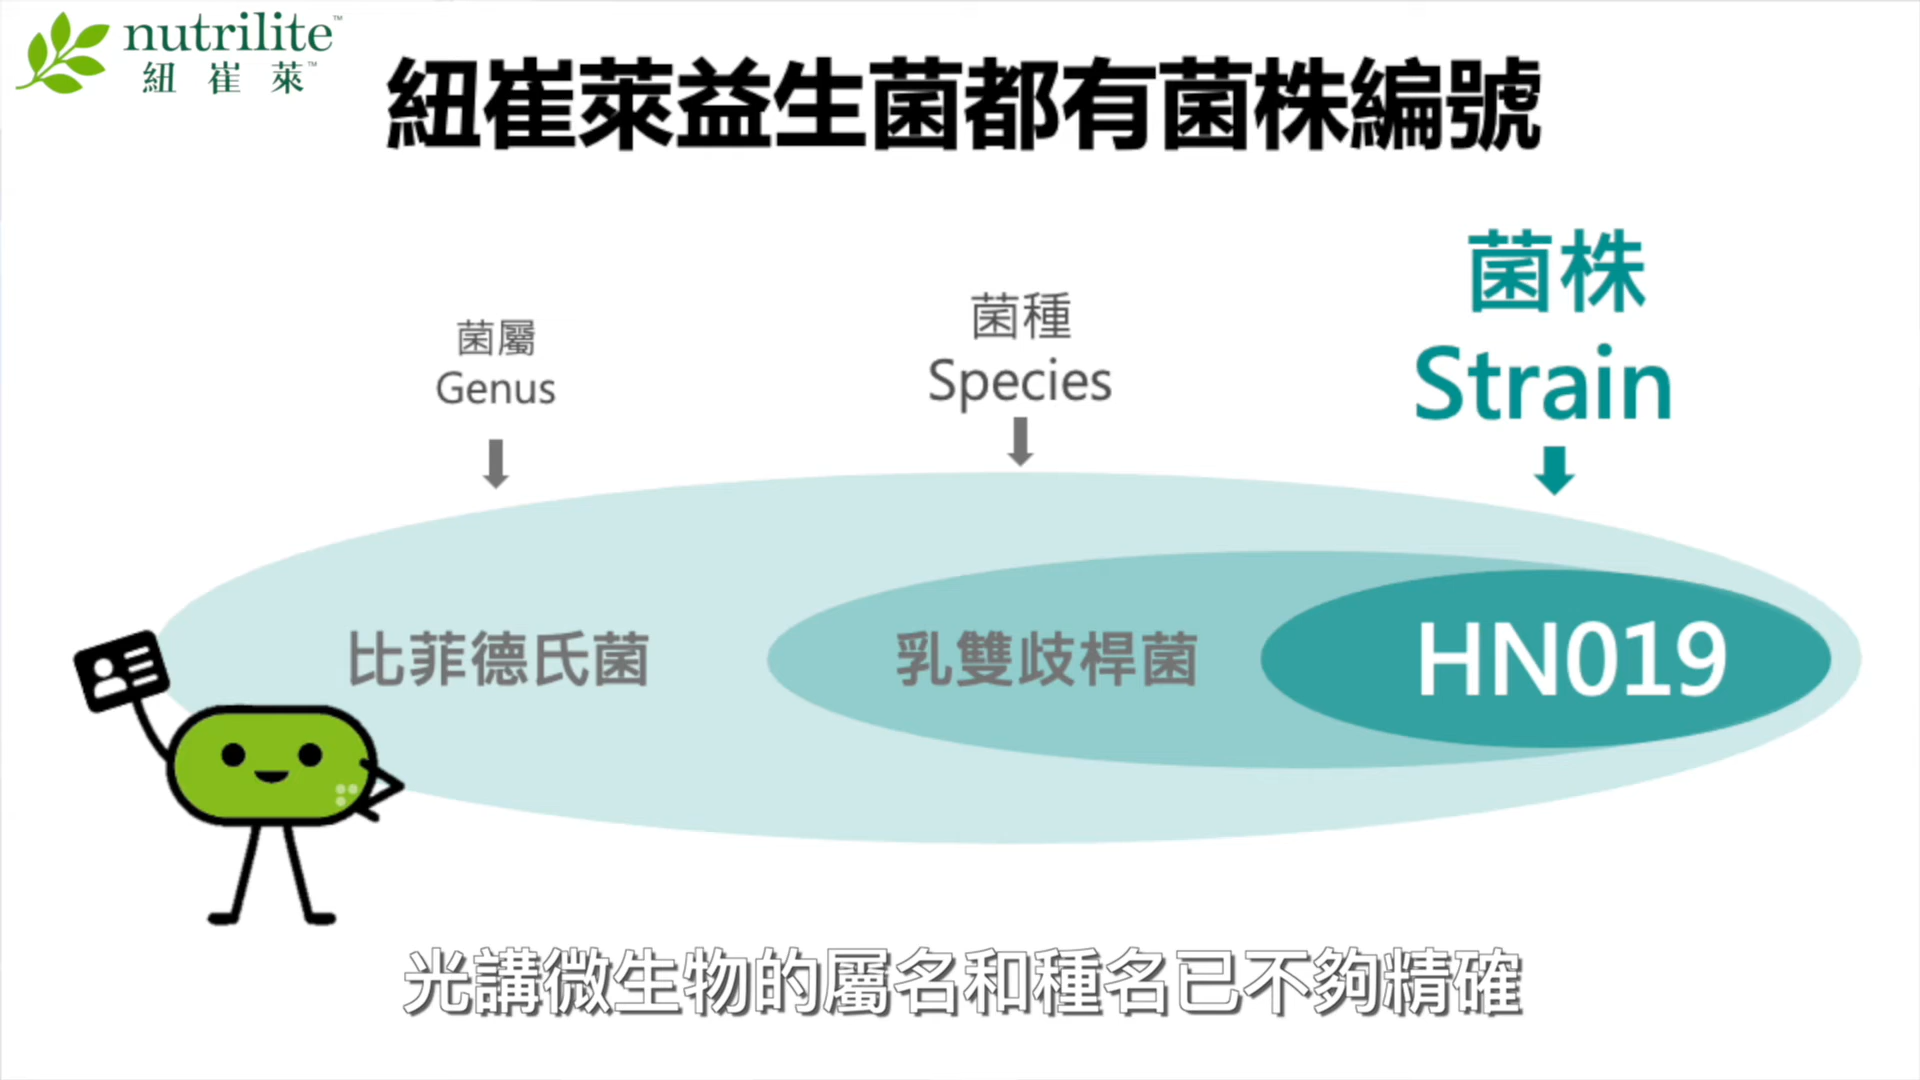 nutrilite™
紐崔萊™
紐崔萊益生菌都有菌株編號
菌屬
Genus
菌種
Species
菌株
Strain
比菲德氏菌
乳雙歧桿菌
HN019
光講微生物的屬名和種名已不夠精確